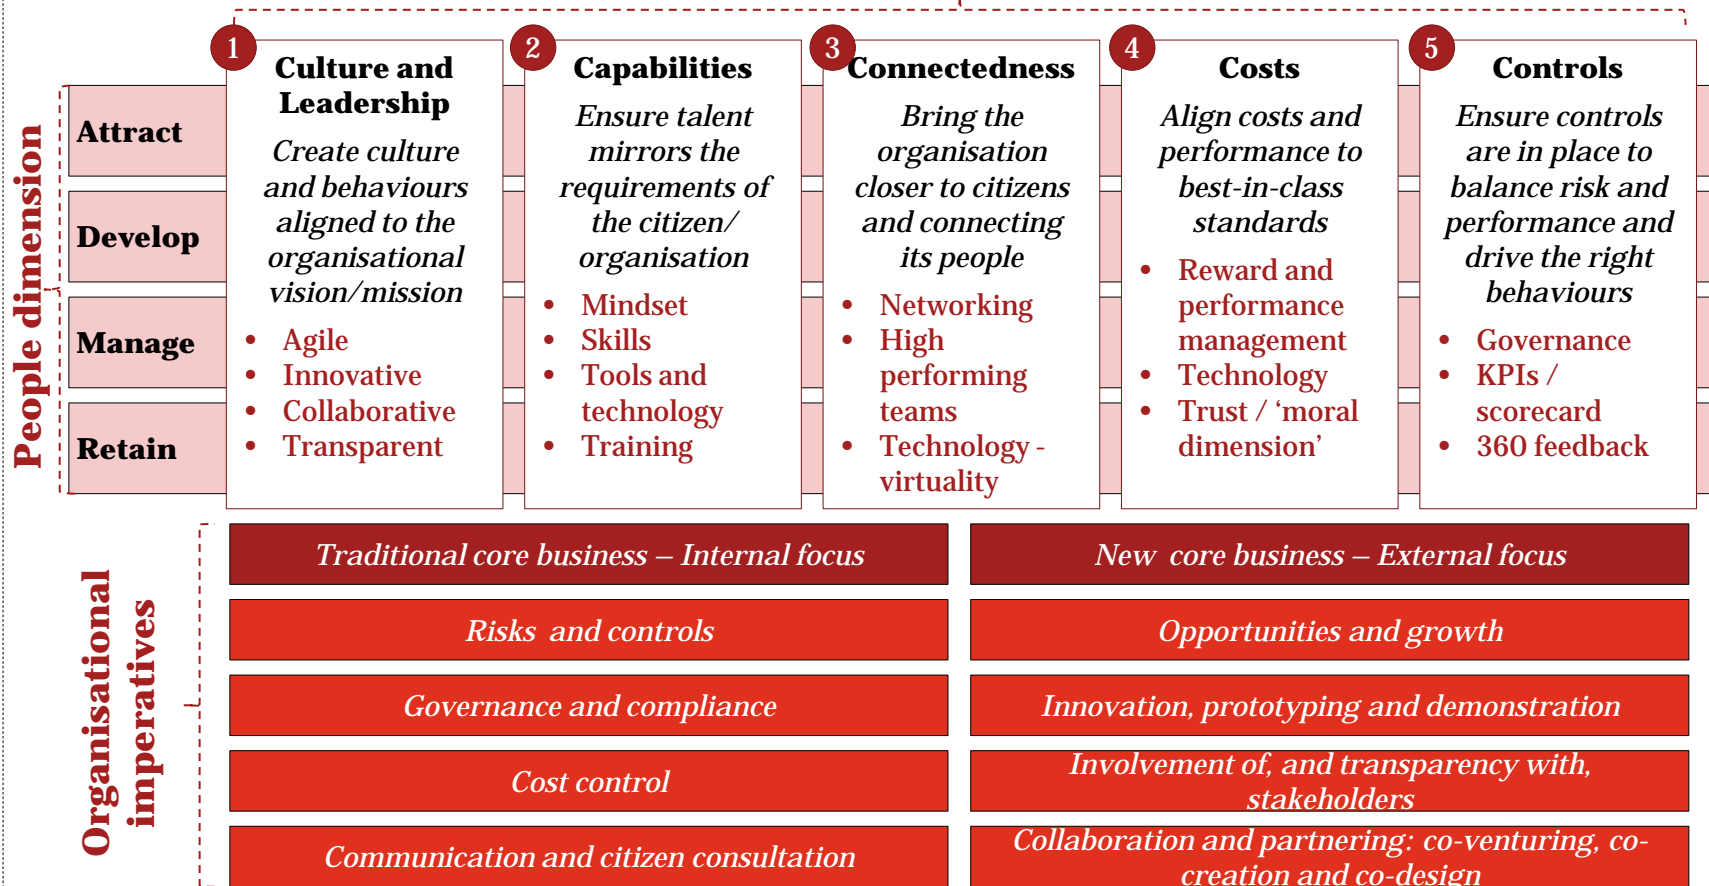 People dimension
Attract
Develop
Manage
Retain
1
Culture and
Leadership
Create culture
and behaviours
aligned to the
organisational
vision/mission
• Agile
• Innovative
• Collaborative
• Transparent
2
Capabilities
Ensure talent
mirrors the
requirements of
the citizen/
organisation
• Mindset
• Skills
• Tools and
technology
• Training
3
Connectedness
Bring the
organisation
closer to citizens
and connecting
its people
• Networking
• High
performing
teams
• Technology -
virtuality
4
Costs
Align costs and
performance to
best-in-class
standards
• Reward and
performance
management
• Technology
• Trust / ‘moral
dimension’
5
Controls
Ensure controls
are in place to
balance risk and
performance and
drive the right
behaviours
• Governance
• KPIs /
scorecard
• 360 feedback
Organisational
imperatives
Traditional core business – Internal focus
Risks and controls
Governance and compliance
Cost control
Communication and citizen consultation
New core business – External focus
Opportunities and growth
Innovation, prototyping and demonstration
Involvement of, and transparency with,
stakeholders
Collaboration and partnering: co-venturing, co-
creation and co-design